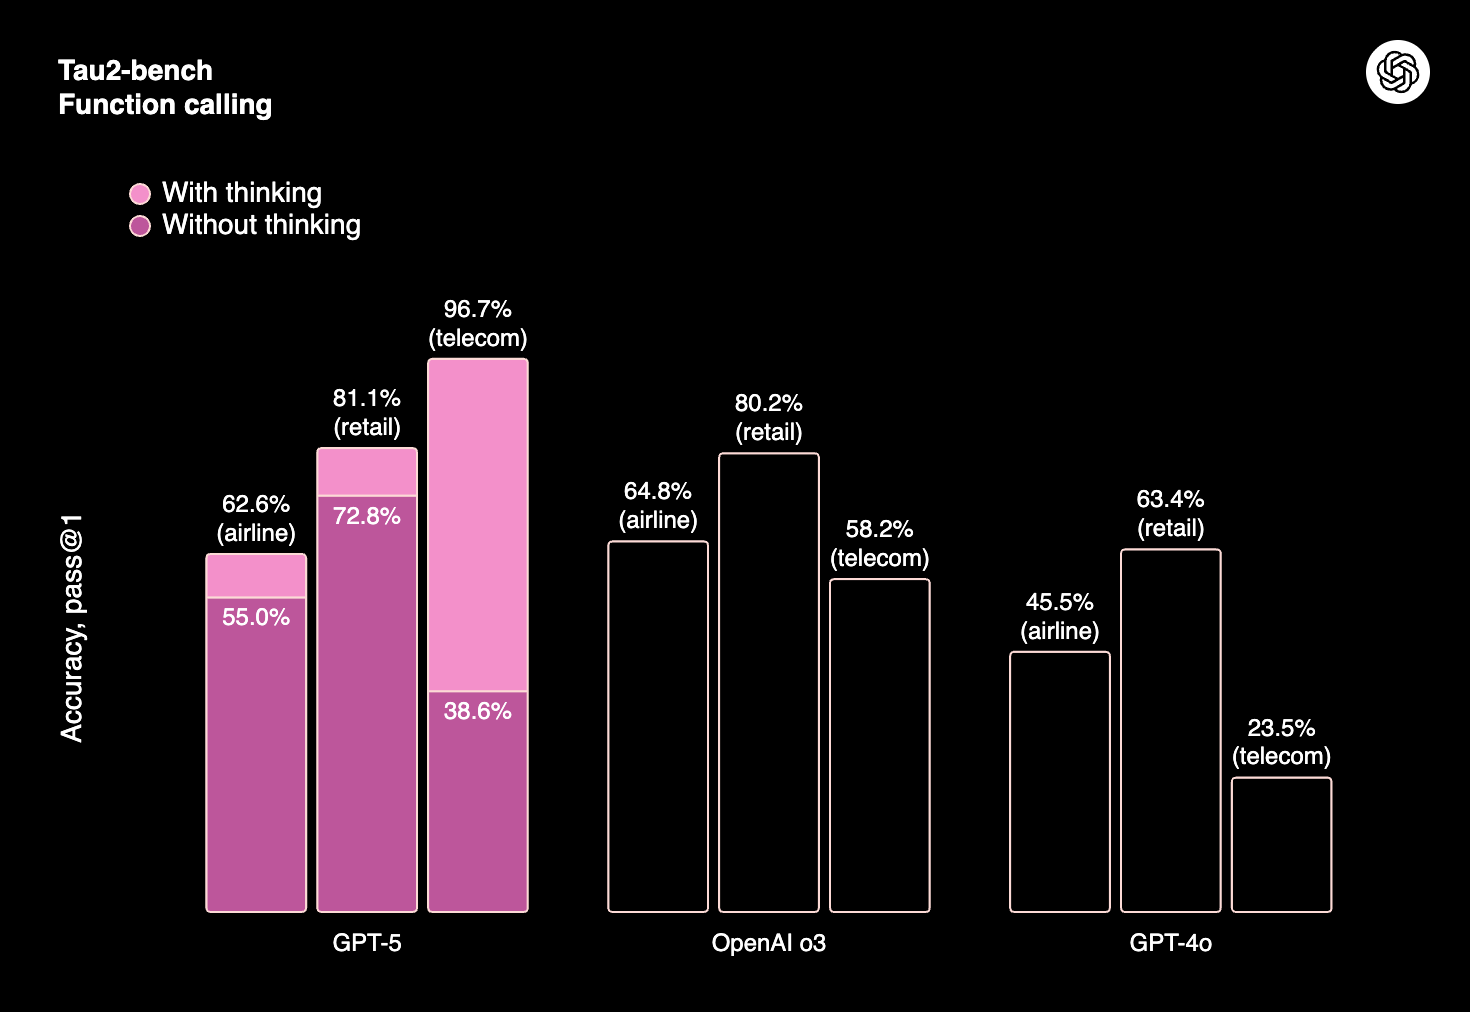 Tau2-bench
Function calling
With thinking
Without thinking
Accuracy, pass@1
62.6%
(airline)
55.0%
81.1%
(retail)
72.8%
96.7%
(telecom)
38.6%
GPT-5
64.8%
(airline)
80.2%
(retail)
58.2%
(telecom)
OpenAI o3
45.5%
(airline)
63.4%
(retail)
23.5%
(telecom)
GPT-4o